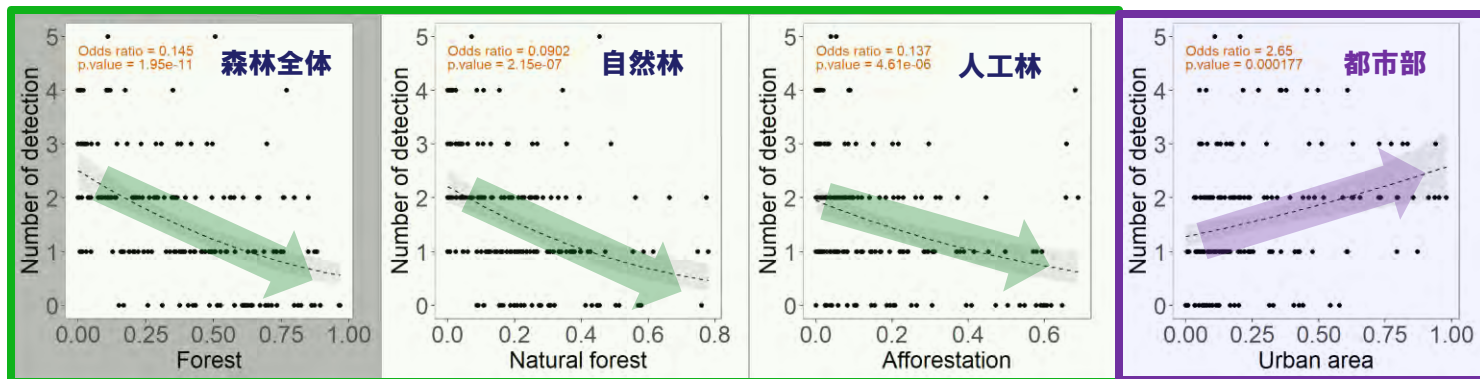 Number of detection
5
4
3
2
1
0
Odds ratio = 0.145
p.value = 1.95e-11
森林全体
0.00 0.25 0.50 0.75 1.00
Forest
Number of detection
5
4
3
2
1
0
Odds ratio = 0.0902
p.value = 2.15e-07
自然林
0.0 0.2 0.4 0.6 0.8
Natural forest
Number of detection
5
4
3
2
1
0
Odds ratio = 0.137
p.value = 4.61e-06
人工林
0.0 0.2 0.4 0.6
Afforestation
Number of detection
5
4
3
2
1
0
Odds ratio = 2.65
p.value = 0.000177
都市部
0.00 0.25 0.50 0.75 1.00
Urban area